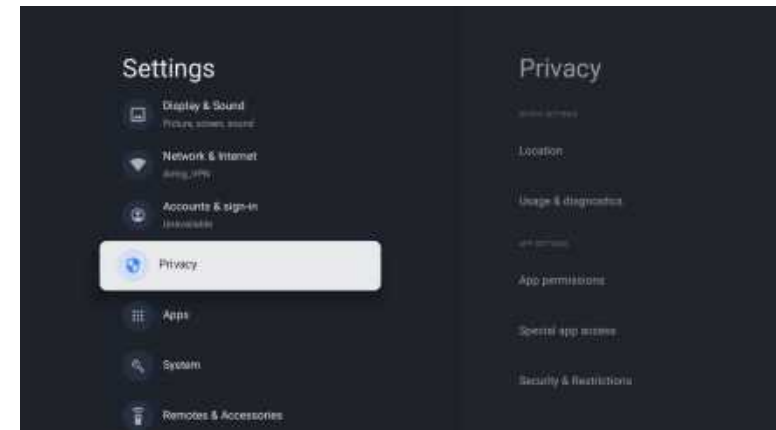 Settings
Display & Sound
Picture, screen, sound
Network & Internet
Accounts & sign-in
Unavailable
Privacy
Apps
System
Remotes & Accessories
Privacy
Location
Usage & diagnostics
App permissions
Special app access
Security & Restrictions